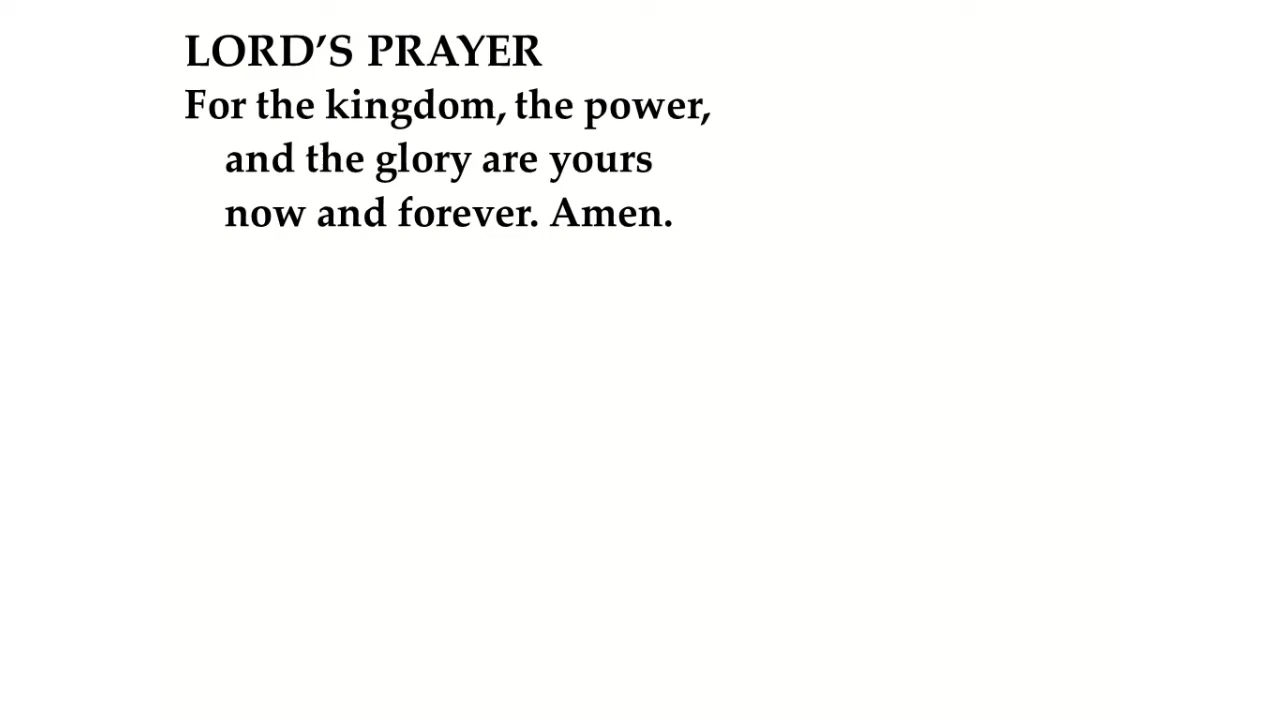 LORD’S PRAYER
For the kingdom, the power,
and the glory are yours
now and forever. Amen.